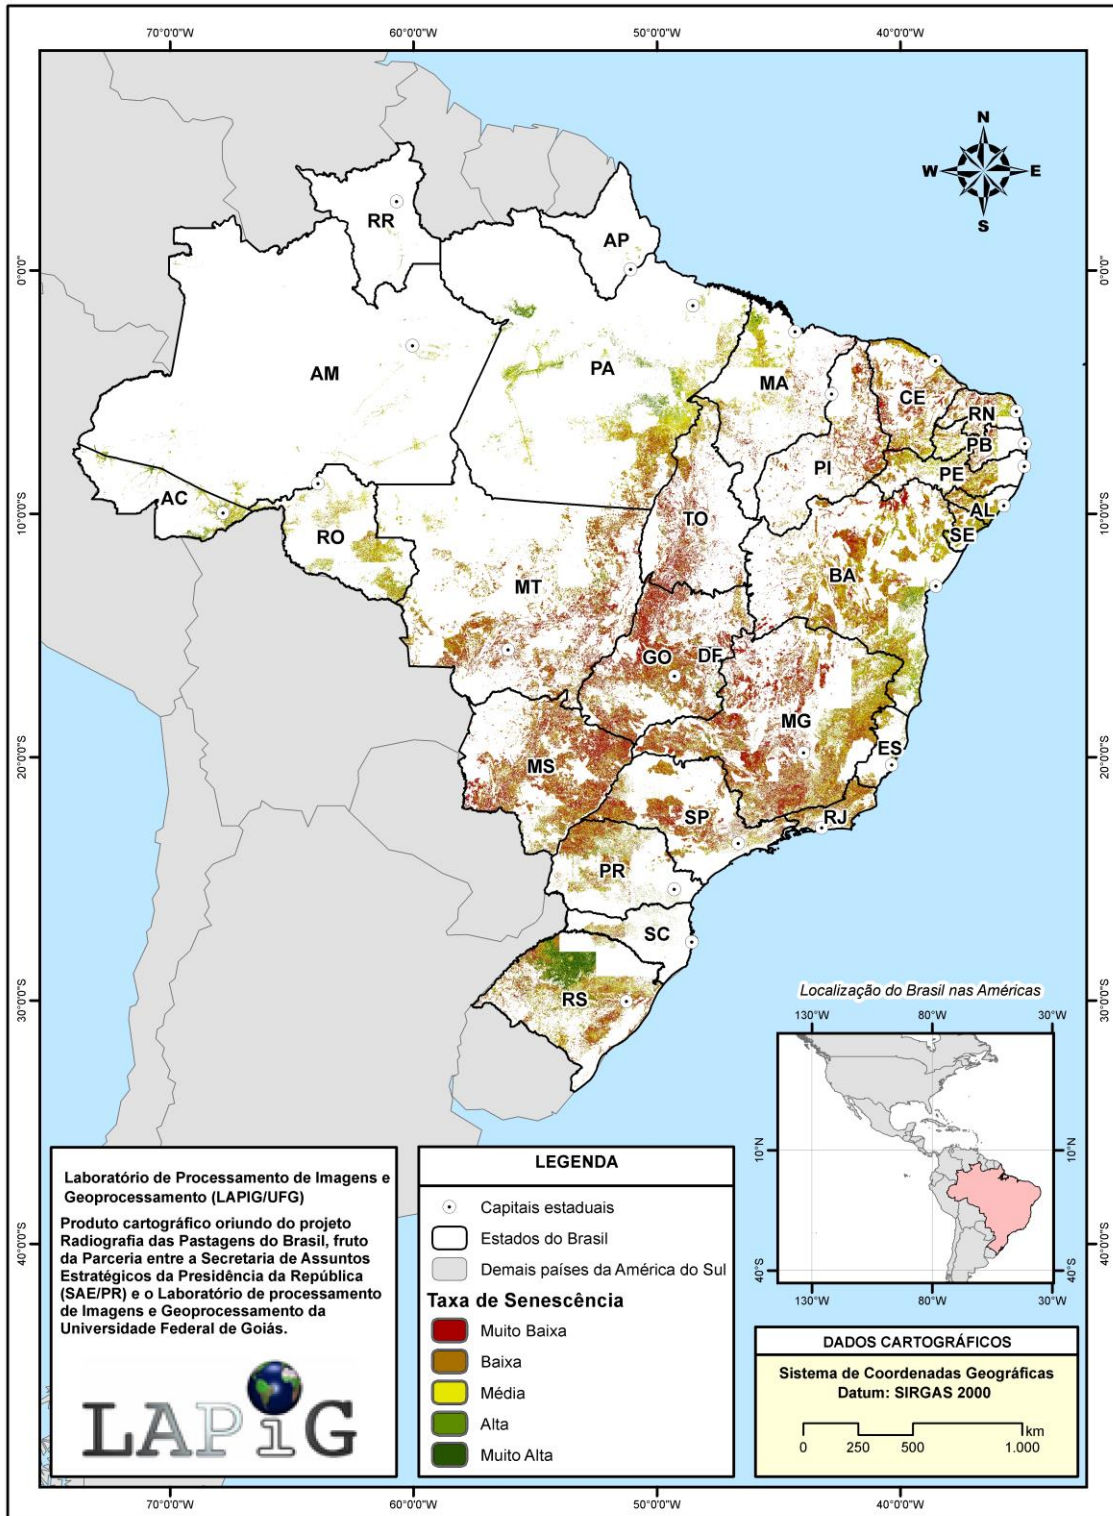 70°0'0"W 60°0'0"W 50°0'0"W 40°0'0"W
N
W E
S
RR
AP
0°0'0"
0°0'0"
AM
PA
MA
CE
RN
PB
PI
PE
AC
TO
AL
10°0'0"S
10°0'0"S
RO
SE
BA
MT
GO
DF
MG
ES
MS
20°0'0"S
20°0'0"S
SP
RJ
PR
SC
RS
30°0'0"S
30°0'0"S
40°0'0"S
40°0'0"S
Localização do Brasil nas Américas
130°W 80°W 30°W
10°N
10°N
40°S
40°S
130°W 80°W 30°W
Laboratório de Processamento de Imagens e
Geoprocessamento (LAPIG/UFG)
Produto cartográfico oriundo do projeto
Radiografia das Pastagens do Brasil, fruto
da Parceria entre a Secretaria de Assuntos
Estratégicos da Presidência da República
(SAE/PR) e o Laboratório de processamento
de Imagens e Geoprocessamento da
Universidade Federal de Goiás.
LAPiG
LEGENDA
Capitais estaduais
Estados do Brasil
Demais países da América do Sul
Taxa de Senescência
Muito Baixa
Baixa
Média
Alta
Muito Alta
DADOS CARTOGRÁFICOS
Sistema de Coordenadas Geográficas
Datum: SIRGAS 2000
km
0 250 500 1.000
70°0'0"W 60°0'0"W 50°0'0"W 40°0'0"W